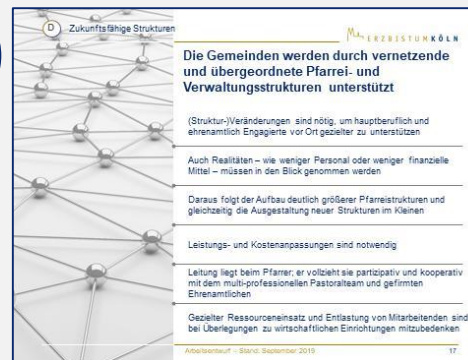 D Zukunftsfähige Strukturen
ERZBISTUM KÖLN
Die Gemeinden werden durch vernetzende
und übergeordnete Pfarrei- und
Verwaltungsstrukturen unterstützt
(Struktur-)Veränderungen sind nötig, um hauptberuflich und
ehrenamtlich Engagierte vor Ort gezielter zu unterstützen
Auch Realitäten – wie weniger Personal oder weniger finanzielle
Mittel – müssen in den Blick genommen werden
Daraus folgt der Aufbau deutlich größerer Pfarreistrukturen und
gleichzeitig die Ausgestaltung neuer Strukturen im Kleinen
Leistungs- und Kostenanpassungen sind notwendig
Leitung liegt beim Pfarrer; er vollzieht sie partizipativ und kooperativ
mit dem multi-professionellen Pastoralteam und gefirmten
Ehrenamtlichen
Gezielter Ressourceneinsatz und Entlastung von Mitarbeitenden sind
bei Überlegungen zu wirtschaftlichen Einrichtungen mitzubedenken
Arbeitsentwurf – Stand: September 2019
17